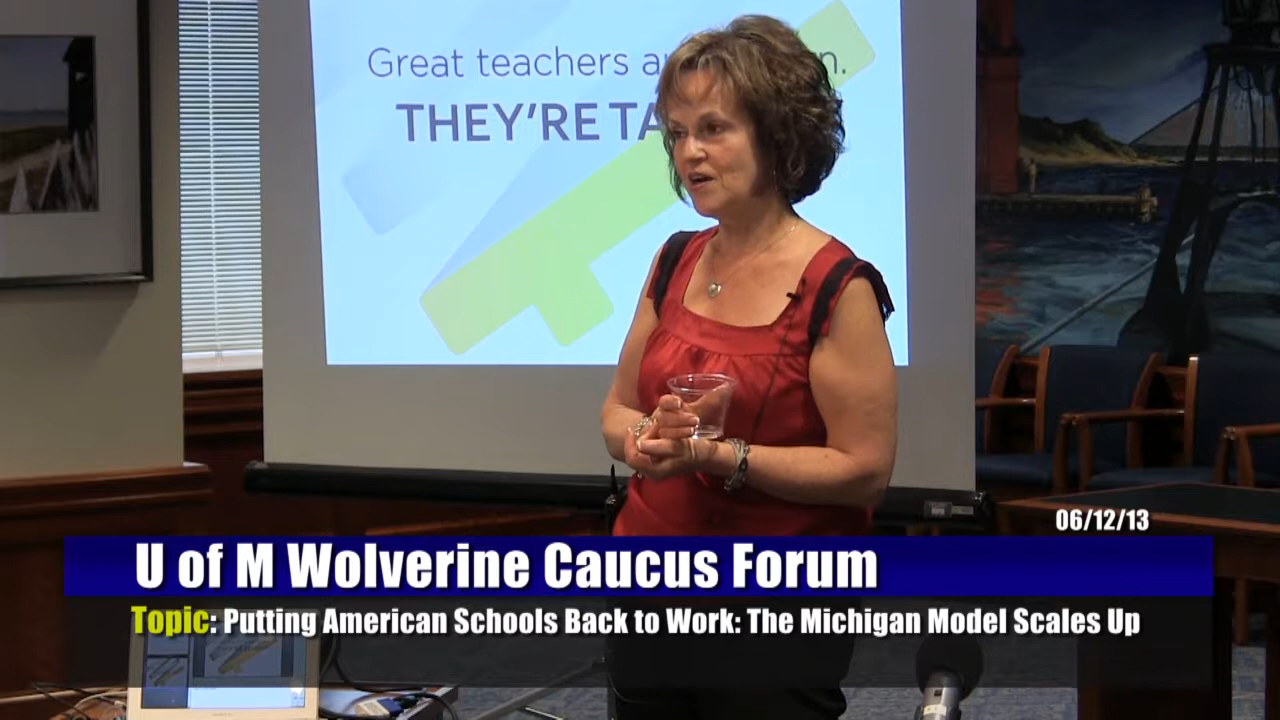 Great teachers a n.
THEY'RE TA
06/12/13
U of M Wolverine Caucus Forum
Topic: Putting American Schools Back to Work: The Michigan Model Scales Up